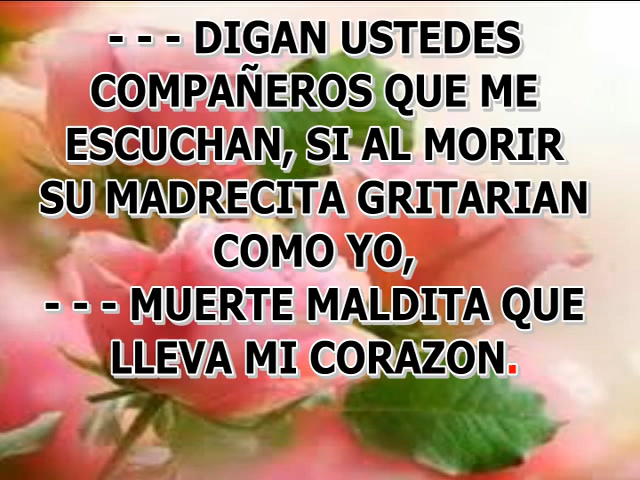 - - - DIGAN USTEDES
COMPAÑEROS QUE ME
ESCUCHAN, SI AL MORIR
SU MADRECITA GRITARIAN
COMO YO,
- - - MUERTE MALDITA QUE
LLEVA MI CORAZON.